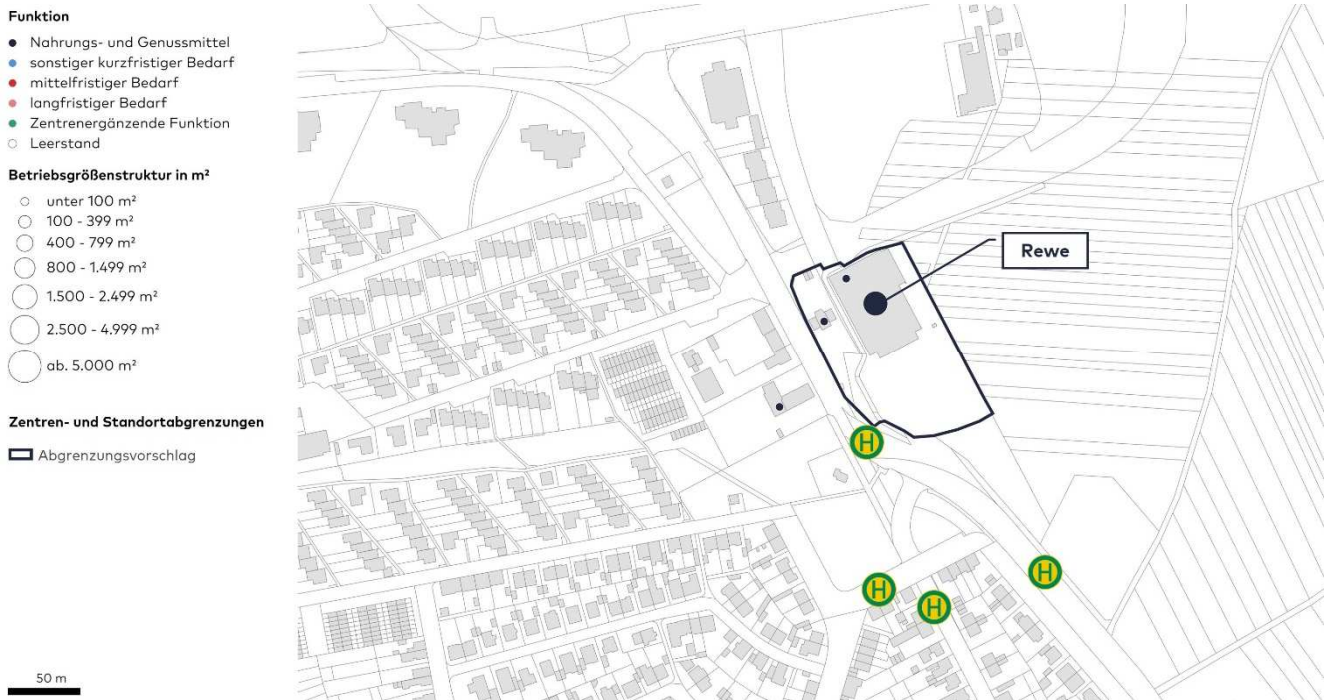 Funktion
Nahrungs- und Genussmittel
sonstiger kurzfristiger Bedarf
mittelfristiger Bedarf
langfristiger Bedarf
Zentrenergänzende Funktion
Leerstand
Betriebsgrößenstruktur in m²
unter 100 m²
100 - 399 m²
400 - 799 m²
800 - 1.499 m²
1.500 - 2.499 m²
2.500 - 4.999 m²
ab. 5.000 m²
Zentren- und Standortabgrenzungen
Abgrenzungsvorschlag
50 m
Rewe
H
H
H
H